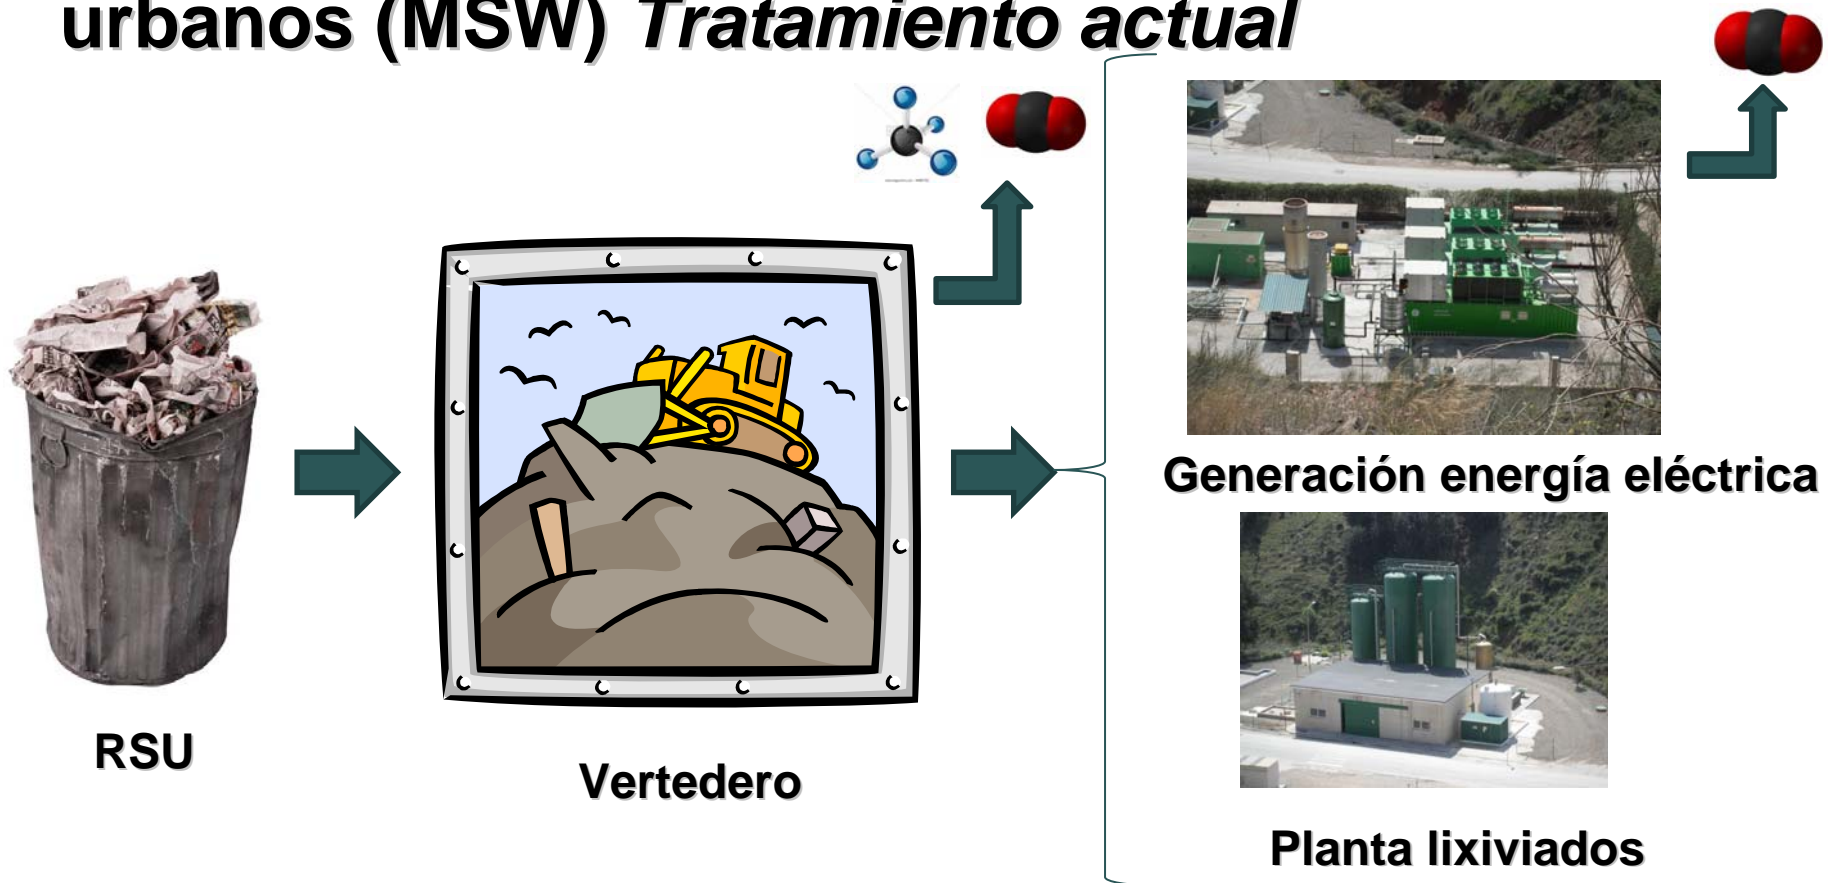 urbanos (MSW) Tratamiento actual
Generación energía eléctrica
RSU
Vertedero
Planta lixiviados